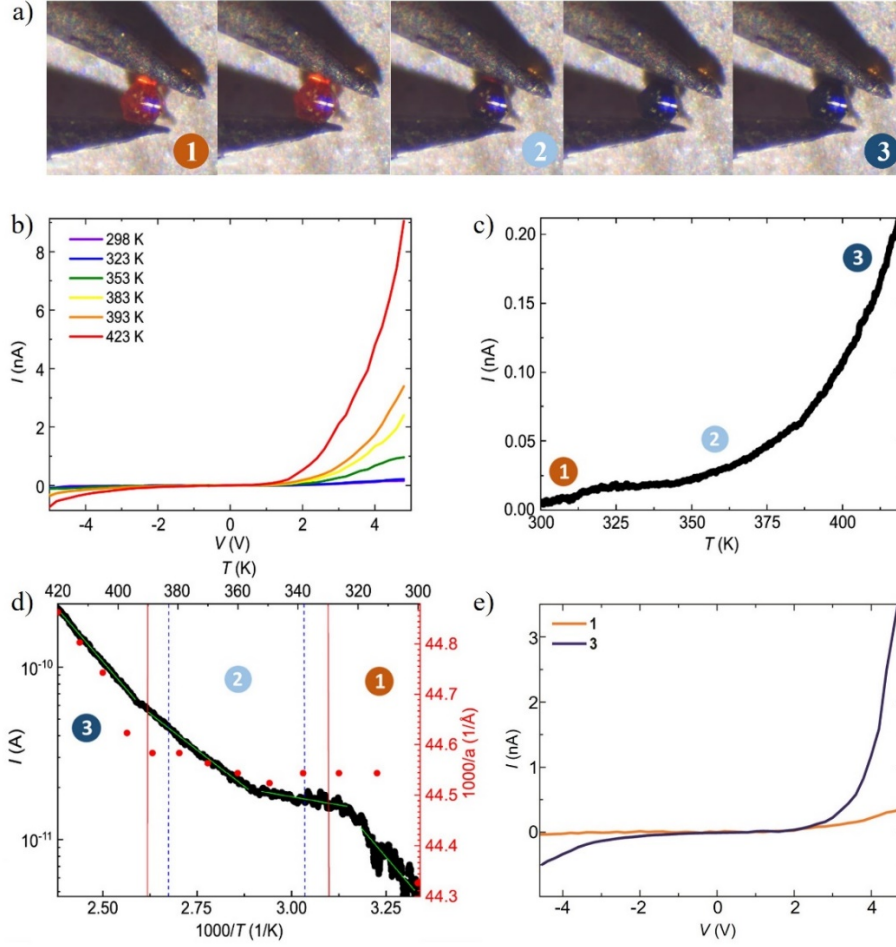 a)
1
2
3
b)
298 K
323 K
353 K
383 K
393 K
423 K
I (nA)
8
6
4
2
0
-4
-2
0
2
4
V (V)
c)
I (nA)
0.20
0.15
0.10
0.05
0.00
1
2
3
300
325
350
375
400
T (K)
d)
T (K)
420
390
380
360
340
320
300
I (A)
10⁻¹⁰
10⁻¹¹
3
2
1
44.8
44.7
44.6
44.5
44.4
44.3
1000/a (1/Å)
2.50
2.75
3.00
3.25
1000/T (1/K)
e)
1
3
I (nA)
3
2
1
0
-4
-2
0
2
4
V (V)